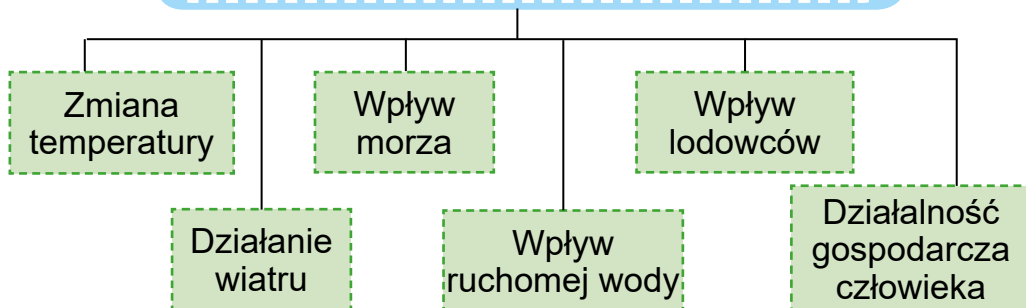 Zmiana
temperatury
Wpływ
morza
Wpływ
lodowców
Działanie
wiatru
Wpływ
ruchomej wody
Działalność
gospodarcza
człowieka